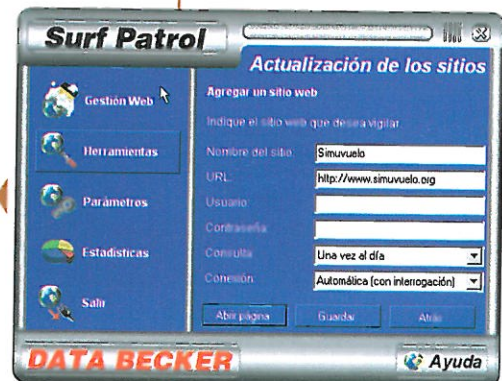 Surf Patrol
Actualización de los sitios
Gestión Web
Herramientas
Parámetros
Estadísticas
Salir
Agregar un sitio web
Indique el sitio web que desea vigilar
Nombre del sitio: Simuvuelo
URL: http://www.simuvuelo.org
Usuario:
Contraseña:
Consulta: Una vez al día
Conexión: Automática (con interrogación)
Abrir página Guardar Atrás
DATA BECKER
Ayuda